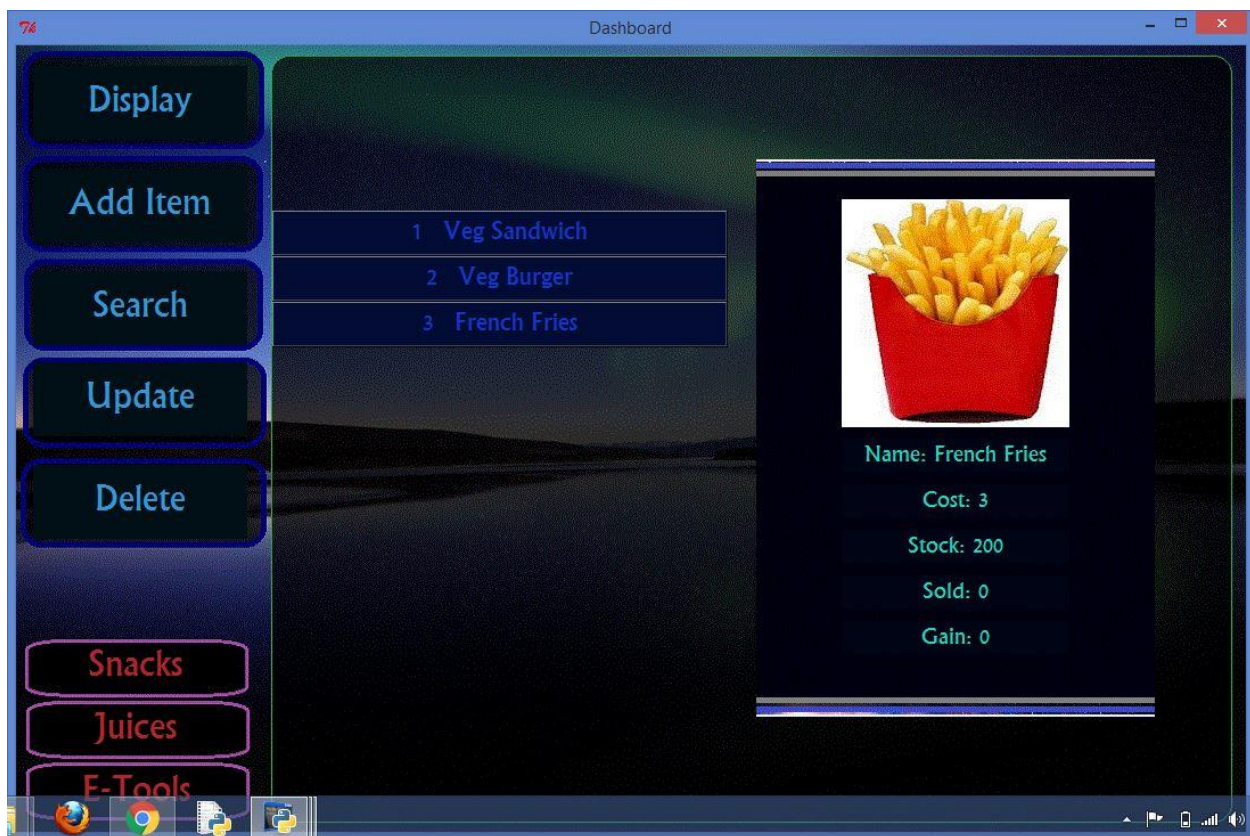 Dashboard
Display
Add Item
Search
Update
Delete
Snacks
Juices
E-Tools
1 Veg Sandwich
2 Veg Burger
3 French Fries
Name: French Fries
Cost: 3
Stock: 200
Sold: 0
Gain: 0